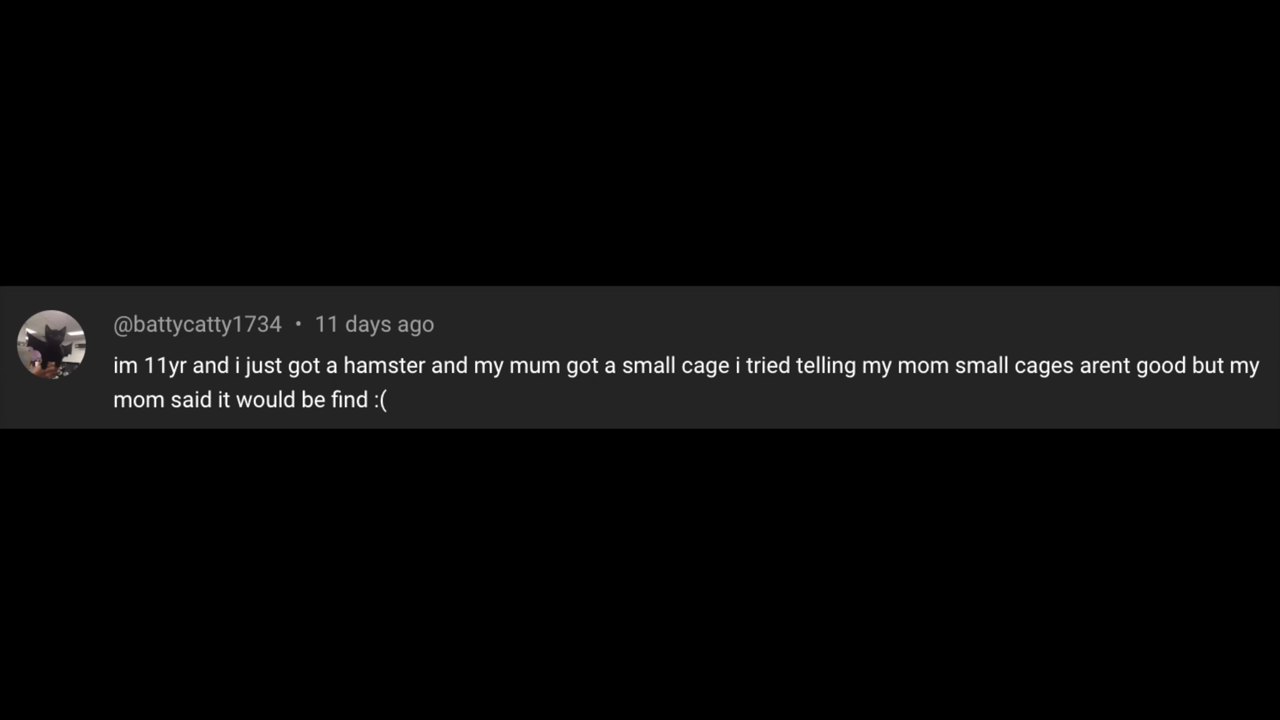 @battycatty1734 • 11 days ago
im 11yr and i just got a hamster and my mum got a small cage i tried telling my mom small cages arent good but my
mom said it would be find :(